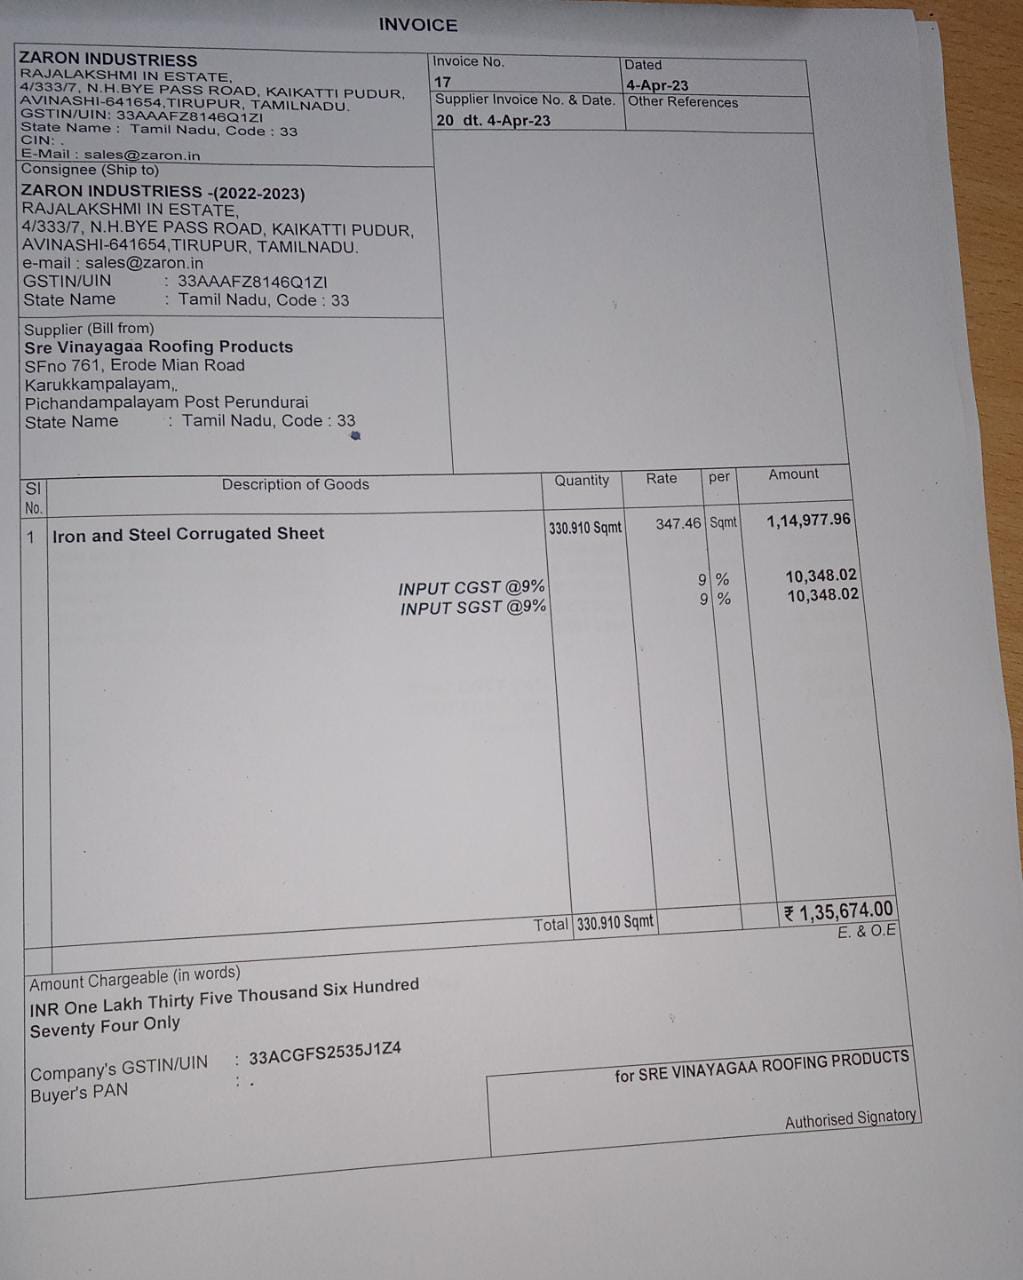 INVOICE
ZARON INDUSTRIESS
RAJALAKSHMI IN ESTATE,
4/333/7, N.H.BYE PASS ROAD, KAIKATTI PUDUR,
AVINASHI-641654,TIRUPUR, TAMILNADU.
GSTIN/UIN: 33AAAFZ8146Q1ZI
State Name : Tamil Nadu, Code : 33
CIN: .
E-Mail : sales@zaron.in
Invoice No.
17
Dated
4-Apr-23
Supplier Invoice No. & Date.
20 dt. 4-Apr-23
Other References
Consignee (Ship to)
ZARON INDUSTRIESS -(2022-2023)
RAJALAKSHMI IN ESTATE,
4/333/7, N.H.BYE PASS ROAD, KAIKATTI PUDUR,
AVINASHI-641654,TIRUPUR, TAMILNADU.
e-mail : sales@zaron.in
GSTIN/UIN : 33AAAFZ8146Q1ZI
State Name : Tamil Nadu, Code : 33
Supplier (Bill from)
Sre Vinayagaa Roofing Products
SFno 761, Erode Mian Road
Karukkampalayam,.
Pichandampalayam Post Perundurai
State Name : Tamil Nadu, Code : 33
Sl No. Description of Goods Quantity Rate per Amount
1 Iron and Steel Corrugated Sheet 330.910 Sqmt 347.46 Sqmt 1,14,977.96
INPUT CGST @9% 9 % 10,348.02
INPUT SGST @9% 9 % 10,348.02
Total 330.910 Sqmt ₹ 1,35,674.00
E. & O.E
Amount Chargeable (in words)
INR One Lakh Thirty Five Thousand Six Hundred
Seventy Four Only
Company's GSTIN/UIN : 33ACGFS2535J1Z4
Buyer's PAN : .
for SRE VINAYAGAA ROOFING PRODUCTS
Authorised Signatory